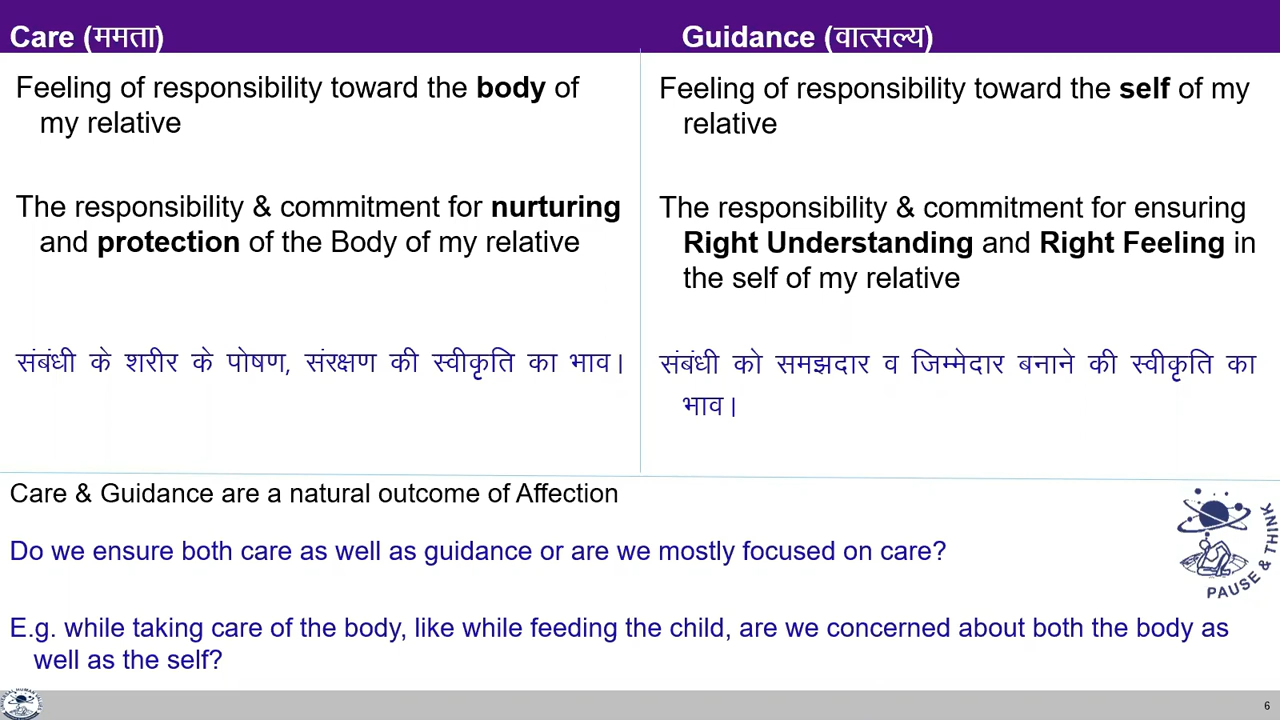 Care (ममता)
Guidance (वात्सल्य)
Feeling of responsibility toward the body of
my relative
The responsibility & commitment for nurturing
and protection of the Body of my relative
संबंधी के शरीर के पोषण, संरक्षण की स्वीकृति का भाव।
Feeling of responsibility toward the self of my
relative
The responsibility & commitment for ensuring
Right Understanding and Right Feeling in
the self of my relative
संबंधी को समझदार व जिम्मेदार बनाने की स्वीकृति का
भाव।
Care & Guidance are a natural outcome of Affection
Do we ensure both care as well as guidance or are we mostly focused on care?
E.g. while taking care of the body, like while feeding the child, are we concerned about both the body as
well as the self?
PAUSE & THINK
6